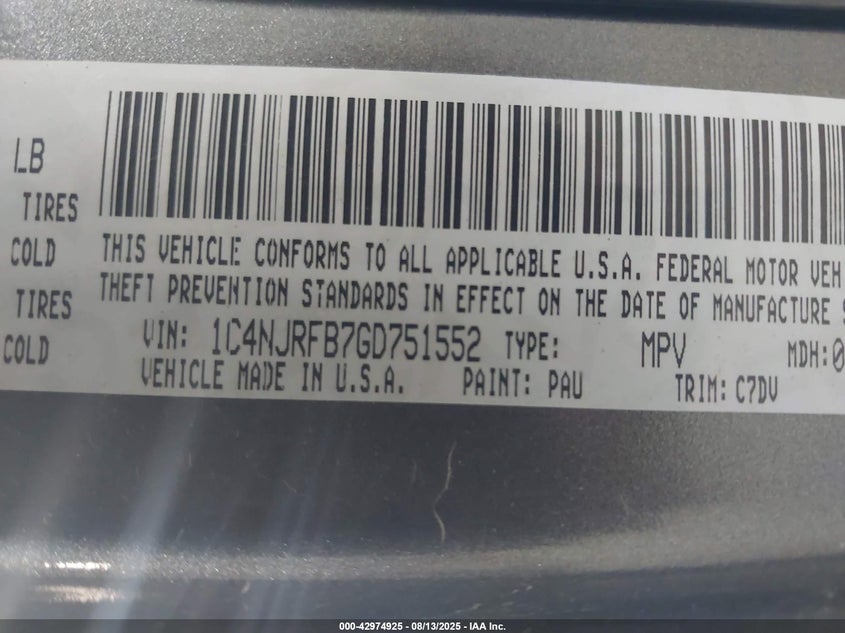 LB
TIRES
COLD
TIRES
COLD
THIS VEHICLE CONFORMS TO ALL APPLICABLE U.S.A. FEDERAL MOTOR VEH
THEFT PREVENTION STANDARDS IN EFFECT ON THE DATE OF MANUFACTURE S
VIN: 1C4NJRFB7GD751552 TYPE: MPV MDH:0
VEHICLE MADE IN U.S.A. PAINT: PAU TRIM: C7DV
000-42974925 - 08/13/2025 - IAA Inc.